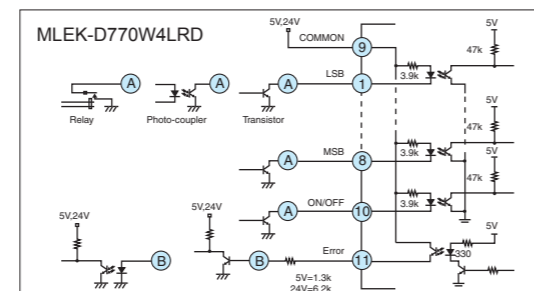 MLEK-D770W4LRD
5V,24V
COMMON
9
5V
47k
A
A
A
LSB
1
3.9k
Relay
Photo-coupler
Transistor
5V
47k
A
MSB
8
3.9k
5V
47k
A
ON/OFF
10
3.9k
5V,24V
5V,24V
B
B
Error
11
5V=1.3k
24V=6.2k
5V
330